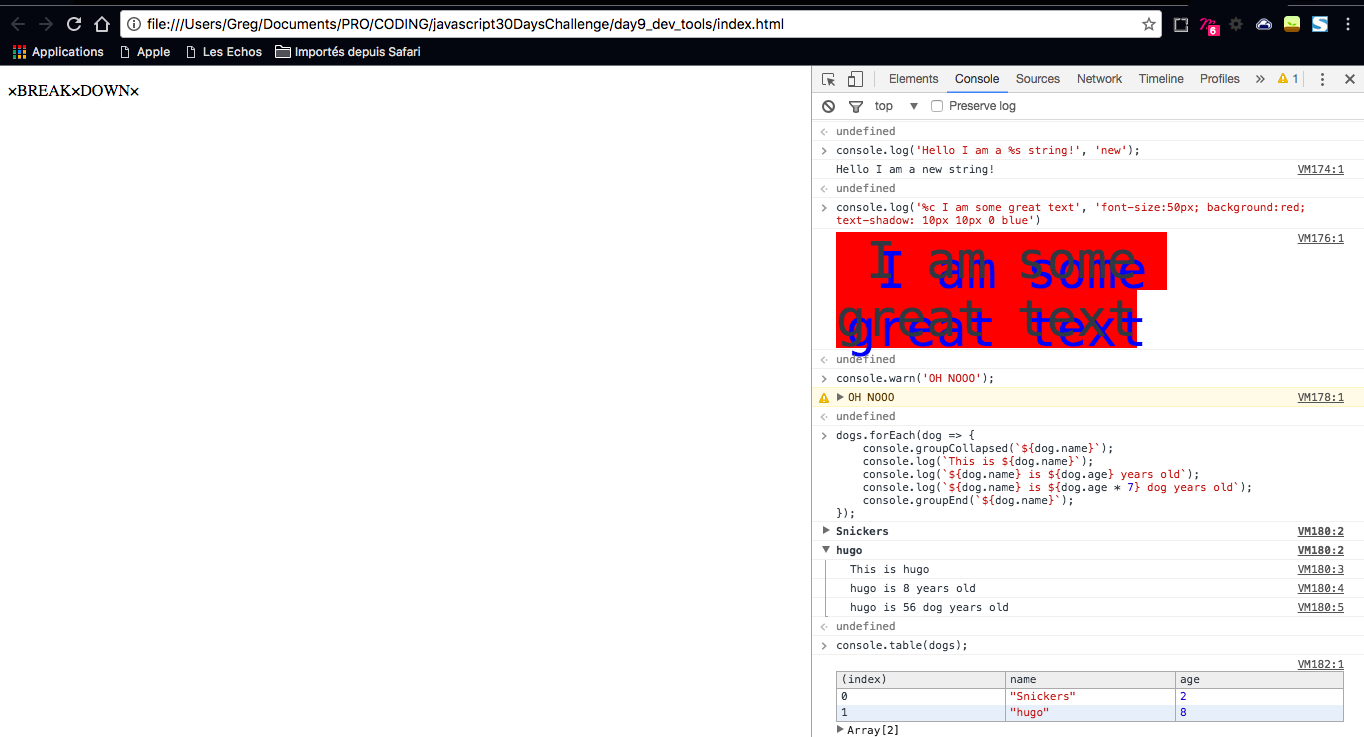 file:///Users/Greg/Documents/PRO/CODING/javascript30DaysChallenge/day9_dev_tools/index.html
6
Applications Apple Les Echos Importés depuis Safari
×BREAK×DOWN×
Elements Console Sources Network Timeline Profiles » 1
top Preserve log
undefined
console.log('Hello I am a %s string!', 'new');
Hello I am a new string! VM174:1
undefined
console.log('%c I am some great text', 'font-size:50px; background:red;
text-shadow: 10px 10px 0 blue')
I am some VM176:1
great text
undefined
console.warn('OH NOOO');
OH NOOO VM178:1
undefined
dogs.forEach(dog => {
console.groupCollapsed(`${dog.name}`);
console.log(`This is ${dog.name}`);
console.log(`${dog.name} is ${dog.age} years old`);
console.log(`${dog.name} is ${dog.age * 7} dog years old`);
console.groupEnd(`${dog.name}`);
});
Snickers VM180:2
hugo VM180:2
This is hugo VM180:3
hugo is 8 years old VM180:4
hugo is 56 dog years old VM180:5
undefined
console.table(dogs);
VM182:1
(index) name age
0 "Snickers" 2
1 "hugo" 8
Array[2]